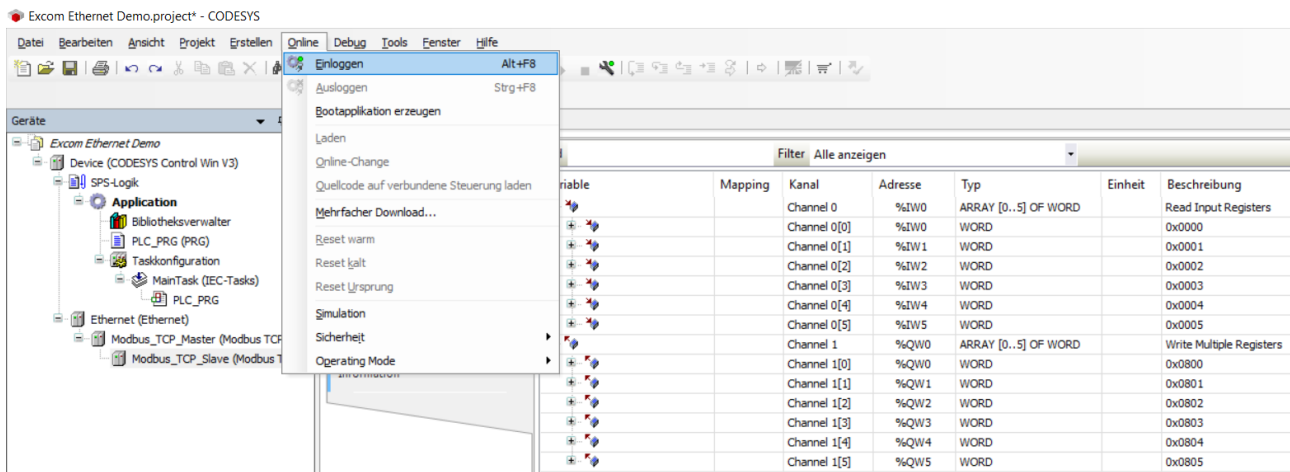 Excom Ethernet Demo.project* - CODESYS
Datei Bearbeiten Ansicht Projekt Erstellen Online Debug Tools Fenster Hilfe
Einloggen Alt+F8
Ausloggen Strg+F8
Bootapplikation erzeugen
Laden
Online-Change
Quellcode auf verbundene Steuerung laden
Mehrfacher Download...
Reset warm
Reset kalt
Reset Ursprung
Simulation
Sicherheit
Operating Mode
Geräte
Excom Ethernet Demo
Device (CODESYS Control Win V3)
SPS-Logik
Application
Bibliotheksverwalter
PLC_PRG (PRG)
Taskkonfiguration
MainTask (IEC-Tasks)
PLC_PRG
Ethernet (Ethernet)
Modbus_TCP_Master (Modbus TCP
Modbus_TCP_Slave (Modbus T
Information
Filter Alle anzeigen
riable Mapping Kanal Adresse Typ Einheit Beschreibung
Channel 0 %IW0 ARRAY [0..5] OF WORD Read Input Registers
Channel 0[0] %IW0 WORD 0x0000
Channel 0[1] %IW1 WORD 0x0001
Channel 0[2] %IW2 WORD 0x0002
Channel 0[3] %IW3 WORD 0x0003
Channel 0[4] %IW4 WORD 0x0004
Channel 0[5] %IW5 WORD 0x0005
Channel 1 %QW0 ARRAY [0..5] OF WORD Write Multiple Registers
Channel 1[0] %QW0 WORD 0x0800
Channel 1[1] %QW1 WORD 0x0801
Channel 1[2] %QW2 WORD 0x0802
Channel 1[3] %QW3 WORD 0x0803
Channel 1[4] %QW4 WORD 0x0804
Channel 1[5] %QW5 WORD 0x0805